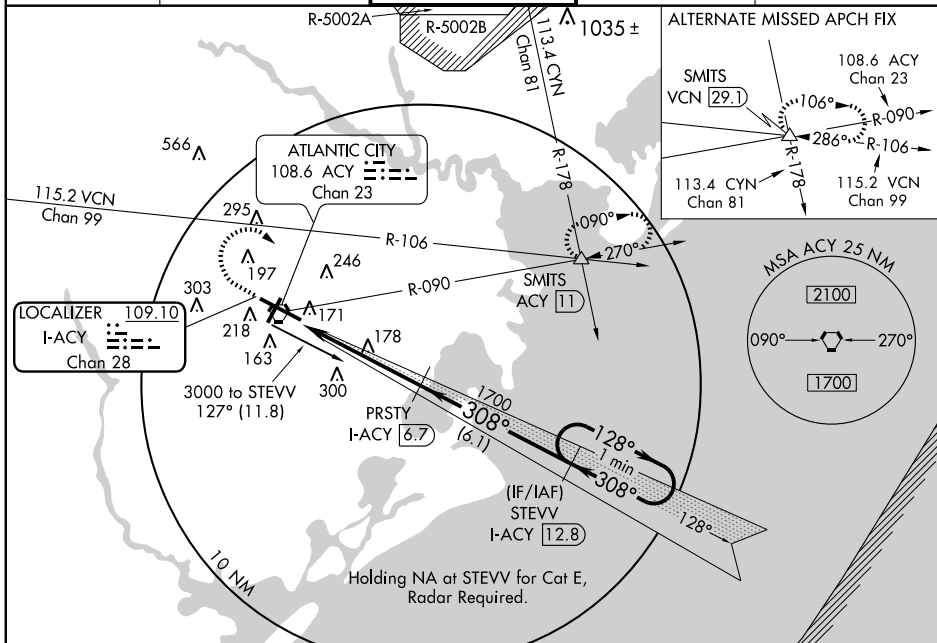 R-5002A
R-5002B
1035 ±
113.4 CYN
Chan 81
R-178
ALTERNATE MISSED APCH FIX
SMITS
VCN 29.1
108.6 ACY
Chan 23
106°
R-090
286°
R-106
R-178
113.4 CYN
Chan 81
115.2 VCN
Chan 99
566
ATLANTIC CITY
108.6 ACY
Chan 23
115.2 VCN
Chan 99
295
R-106
090°
270°
197
246
R-090
SMITS
ACY 11
MSA ACY 25 NM
2100
090°
270°
1700
303
LOCALIZER 109.10
I-ACY
Chan 28
218
171
163
178
300
3000 to STEVV
127° (11.8)
PRSTY
I-ACY 6.7
1700
308°
(6.1)
128°
1 min
308°
(IF/IAF)
STEVV
I-ACY 12.8
128°
10 NM
Holding NA at STEVV for Cat E,
Radar Required.